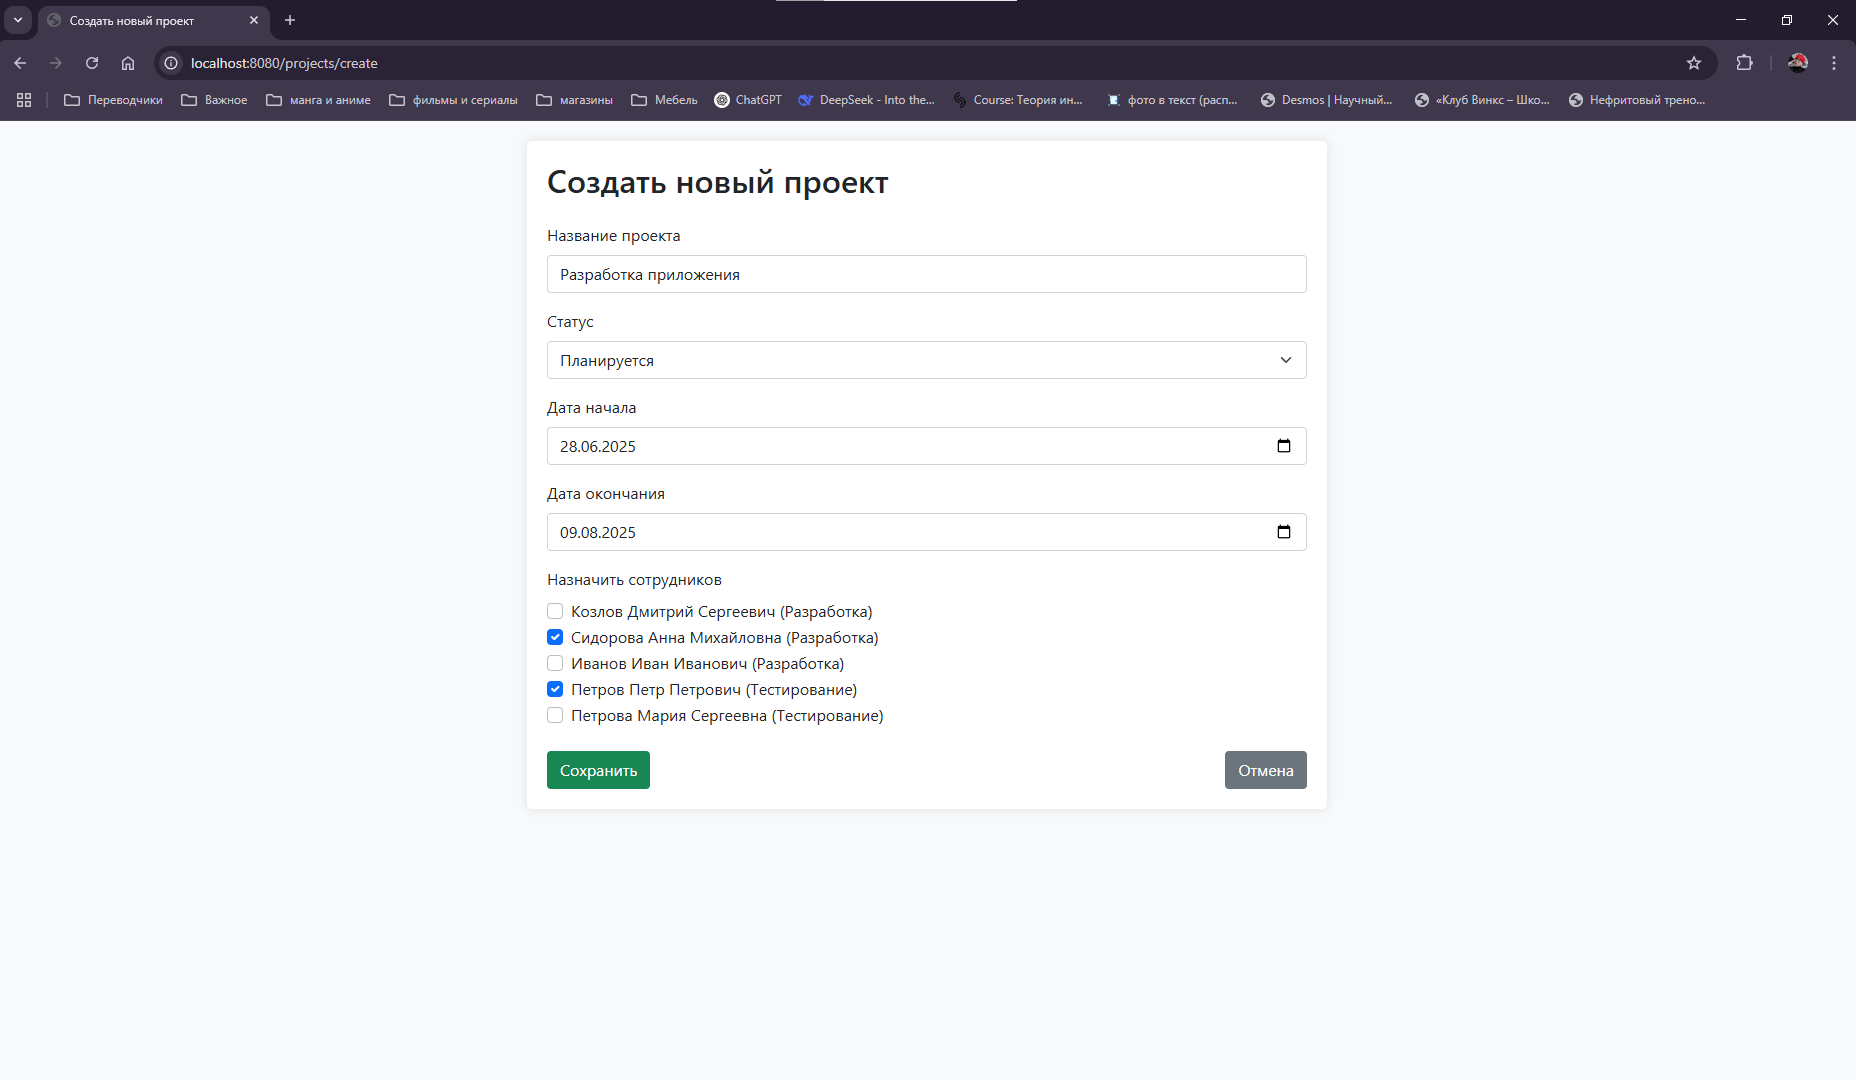 Создать новый проект
localhost:8080/projects/create
Переводчики Важное манга и аниме фильмы и сериалы магазины Мебель ChatGPT DeepSeek - Into the... Course: Теория ин... фото в текст (расп... Desmos | Научный... «Клуб Винкс – Шко... Нефритовый трено...
Создать новый проект
Название проекта
Разработка приложения
Статус
Планируется
Дата начала
28.06.2025
Дата окончания
09.08.2025
Назначить сотрудников
Козлов Дмитрий Сергеевич (Разработка)
Сидорова Анна Михайловна (Разработка)
Иванов Иван Иванович (Разработка)
Петров Петр Петрович (Тестирование)
Петрова Мария Сергеевна (Тестирование)
Сохранить Отмена